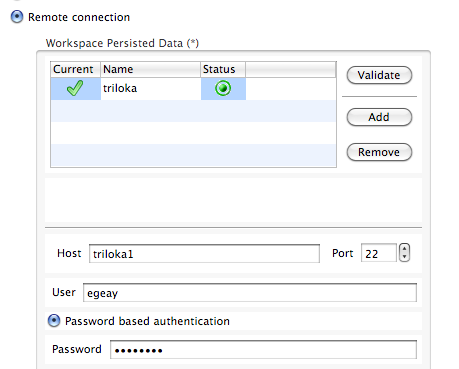 Remote connection
Workspace Persisted Data (*)
Current Name Status
triloka
Validate
Add
Remove
Host triloka1 Port 22
User egeay
Password based authentication
Password ••••••••